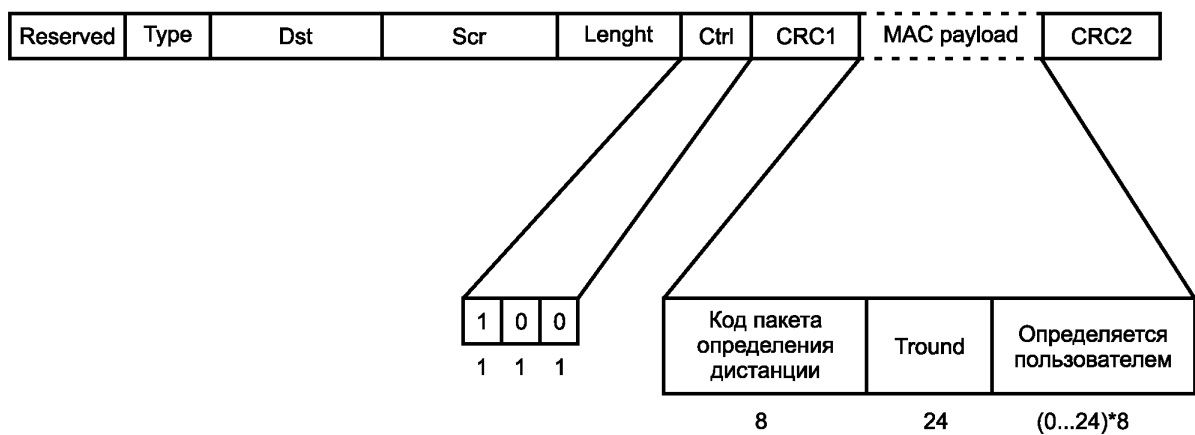 Reserved Type Dst Scr Lenght Ctrl CRC1 MAC payload CRC2
1 0 0
1 1 1
Код пакета
определения
дистанции
Tround
Определяется
пользователем
8 24 (0...24)*8